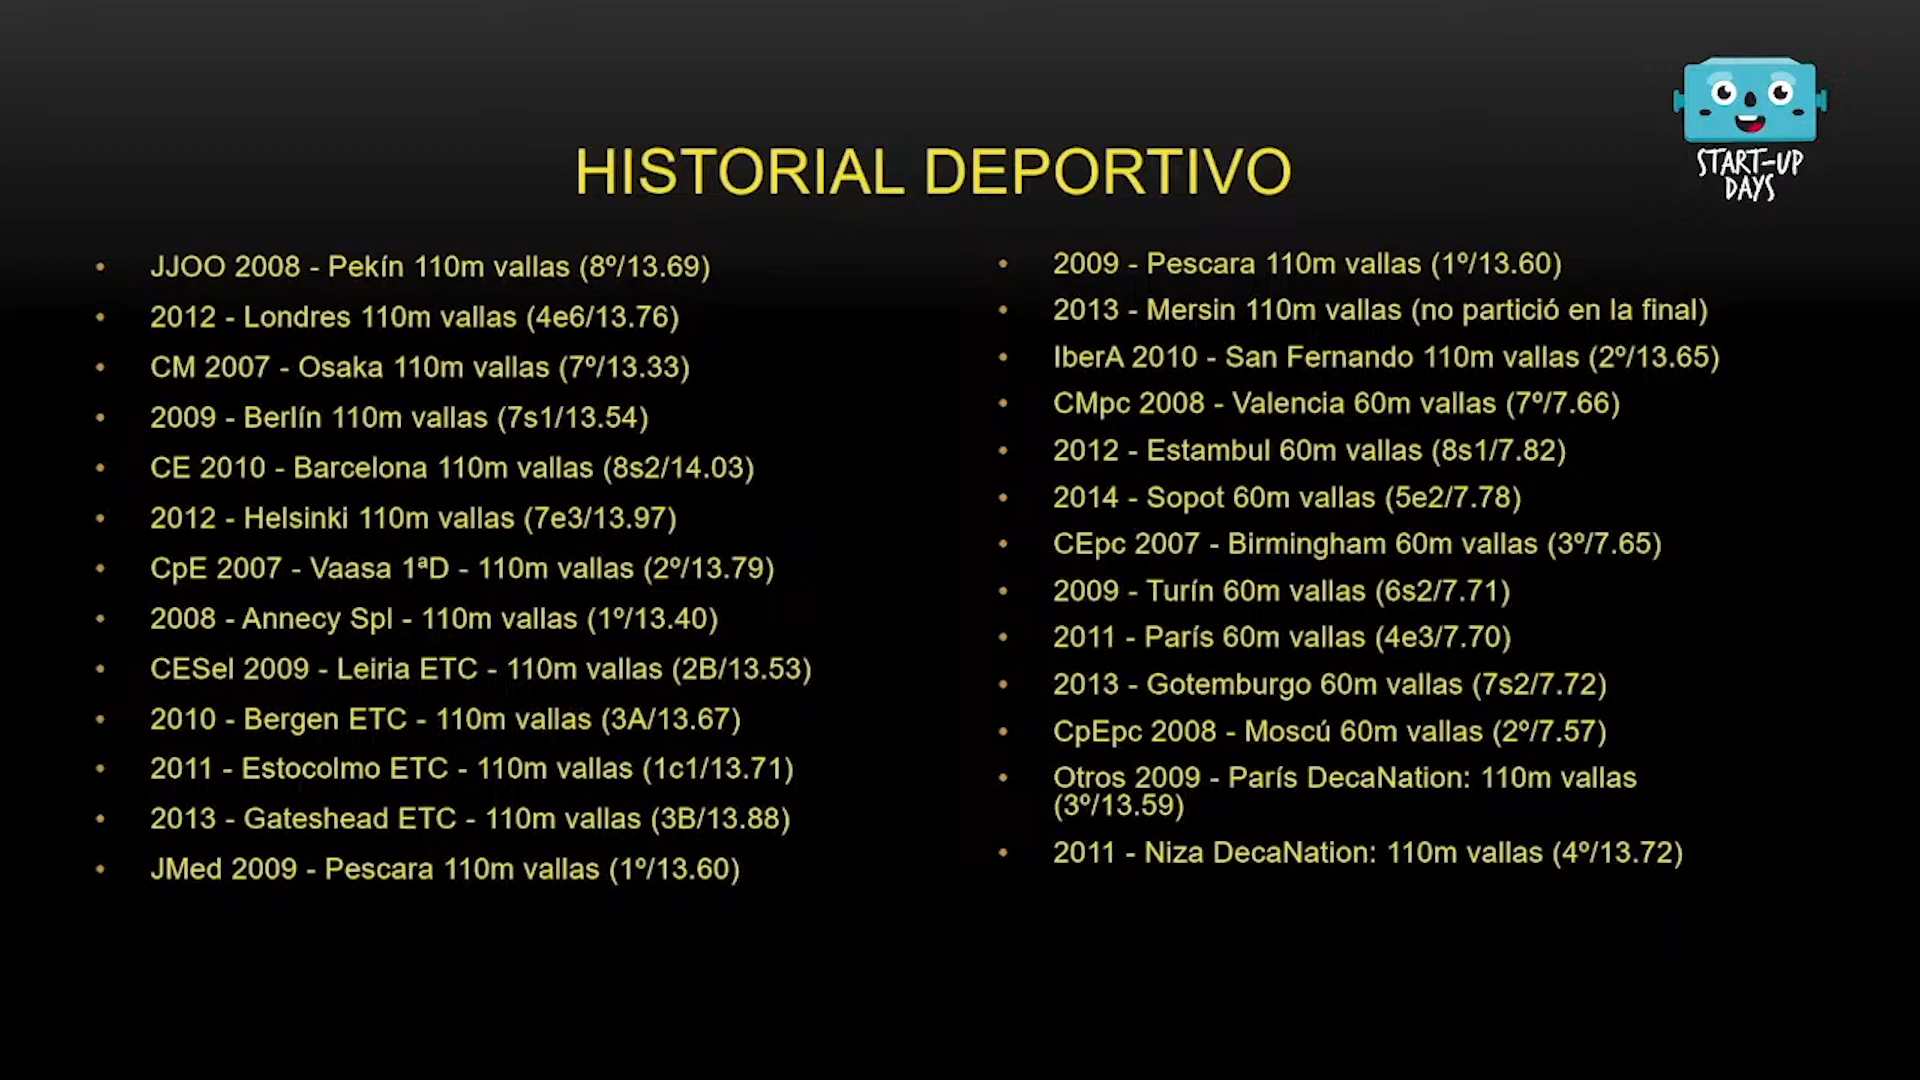 START-UP
DAYS
HISTORIAL DEPORTIVO
• JJOO 2008 - Pekín 110m vallas (8º/13.69)
• 2012 - Londres 110m vallas (4e6/13.76)
• CM 2007 - Osaka 110m vallas (7º/13.33)
• 2009 - Berlín 110m vallas (7s1/13.54)
• CE 2010 - Barcelona 110m vallas (8s2/14.03)
• 2012 - Helsinki 110m vallas (7e3/13.97)
• CpE 2007 - Vaasa 1ªD - 110m vallas (2º/13.79)
• 2008 - Annecy Spl - 110m vallas (1º/13.40)
• CESel 2009 - Leiria ETC - 110m vallas (2B/13.53)
• 2010 - Bergen ETC - 110m vallas (3A/13.67)
• 2011 - Estocolmo ETC - 110m vallas (1c1/13.71)
• 2013 - Gateshead ETC - 110m vallas (3B/13.88)
• JMed 2009 - Pescara 110m vallas (1º/13.60)
• 2009 - Pescara 110m vallas (1º/13.60)
• 2013 - Mersin 110m vallas (no partició en la final)
• IberA 2010 - San Fernando 110m vallas (2º/13.65)
• CMpc 2008 - Valencia 60m vallas (7º/7.66)
• 2012 - Estambul 60m vallas (8s1/7.82)
• 2014 - Sopot 60m vallas (5e2/7.78)
• CEpc 2007 - Birmingham 60m vallas (3º/7.65)
• 2009 - Turín 60m vallas (6s2/7.71)
• 2011 - París 60m vallas (4e3/7.70)
• 2013 - Gotemburgo 60m vallas (7s2/7.72)
• CpEpc 2008 - Moscú 60m vallas (2º/7.57)
• Otros 2009 - París DecaNation: 110m vallas
(3º/13.59)
• 2011 - Niza DecaNation: 110m vallas (4º/13.72)